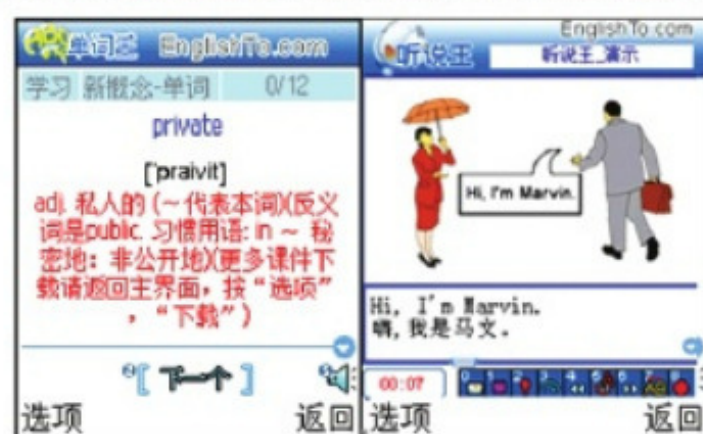 单词王 EnglishTo.com
学习 新概念-单词 0/12
private
['praivit]
adj. 私人的 (～代表本词)(反义
词是public. 习惯用语: in ～ 秘
密地：非公开地)(更多课件下
载请返回主界面，按“选项”
，“下载”)
[下一个]
选项 返回
EnglishTo.com
听说王
听说王_演示
Hi, I'm Marvin.
Hi, I'm Marvin.
嗨,我是马文.
00:07
选项 返回